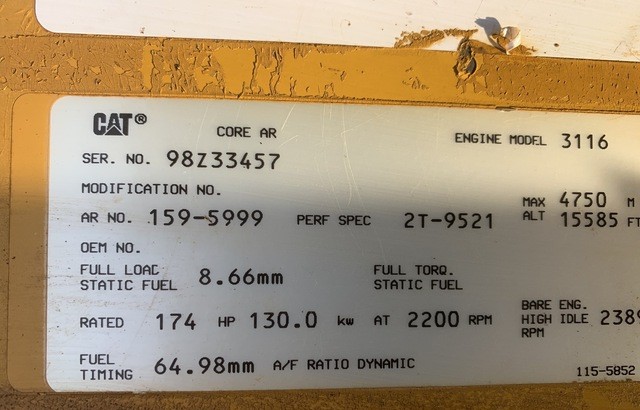 CAT® CORE AR ENGINE MODEL 3116
SER. NO. 98Z33457
MODIFICATION NO.
MAX 4750 M
AR NO. 159-5999 PERF SPEC 2T-9521 ALT 15585 FT
OEM NO.
FULL LOAD STATIC FUEL 8.66mm FULL TORQ. STATIC FUEL
RATED 174 HP 130.0 kw AT 2200 RPM BARE ENG. HIGH IDLE RPM 2389
FUEL TIMING 64.98mm A/F RATIO DYNAMIC
115-5852